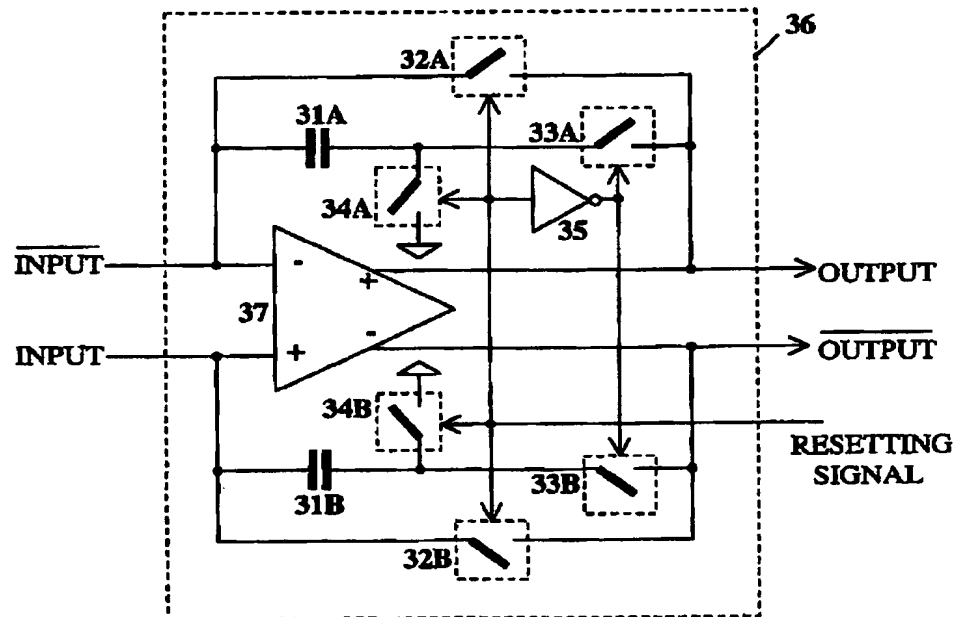 36
32A
31A
33A
34A
35
INPUT
-
+
OUTPUT
37
INPUT
+
-
OUTPUT
34B
RESETTING
SIGNAL
31B
33B
32B